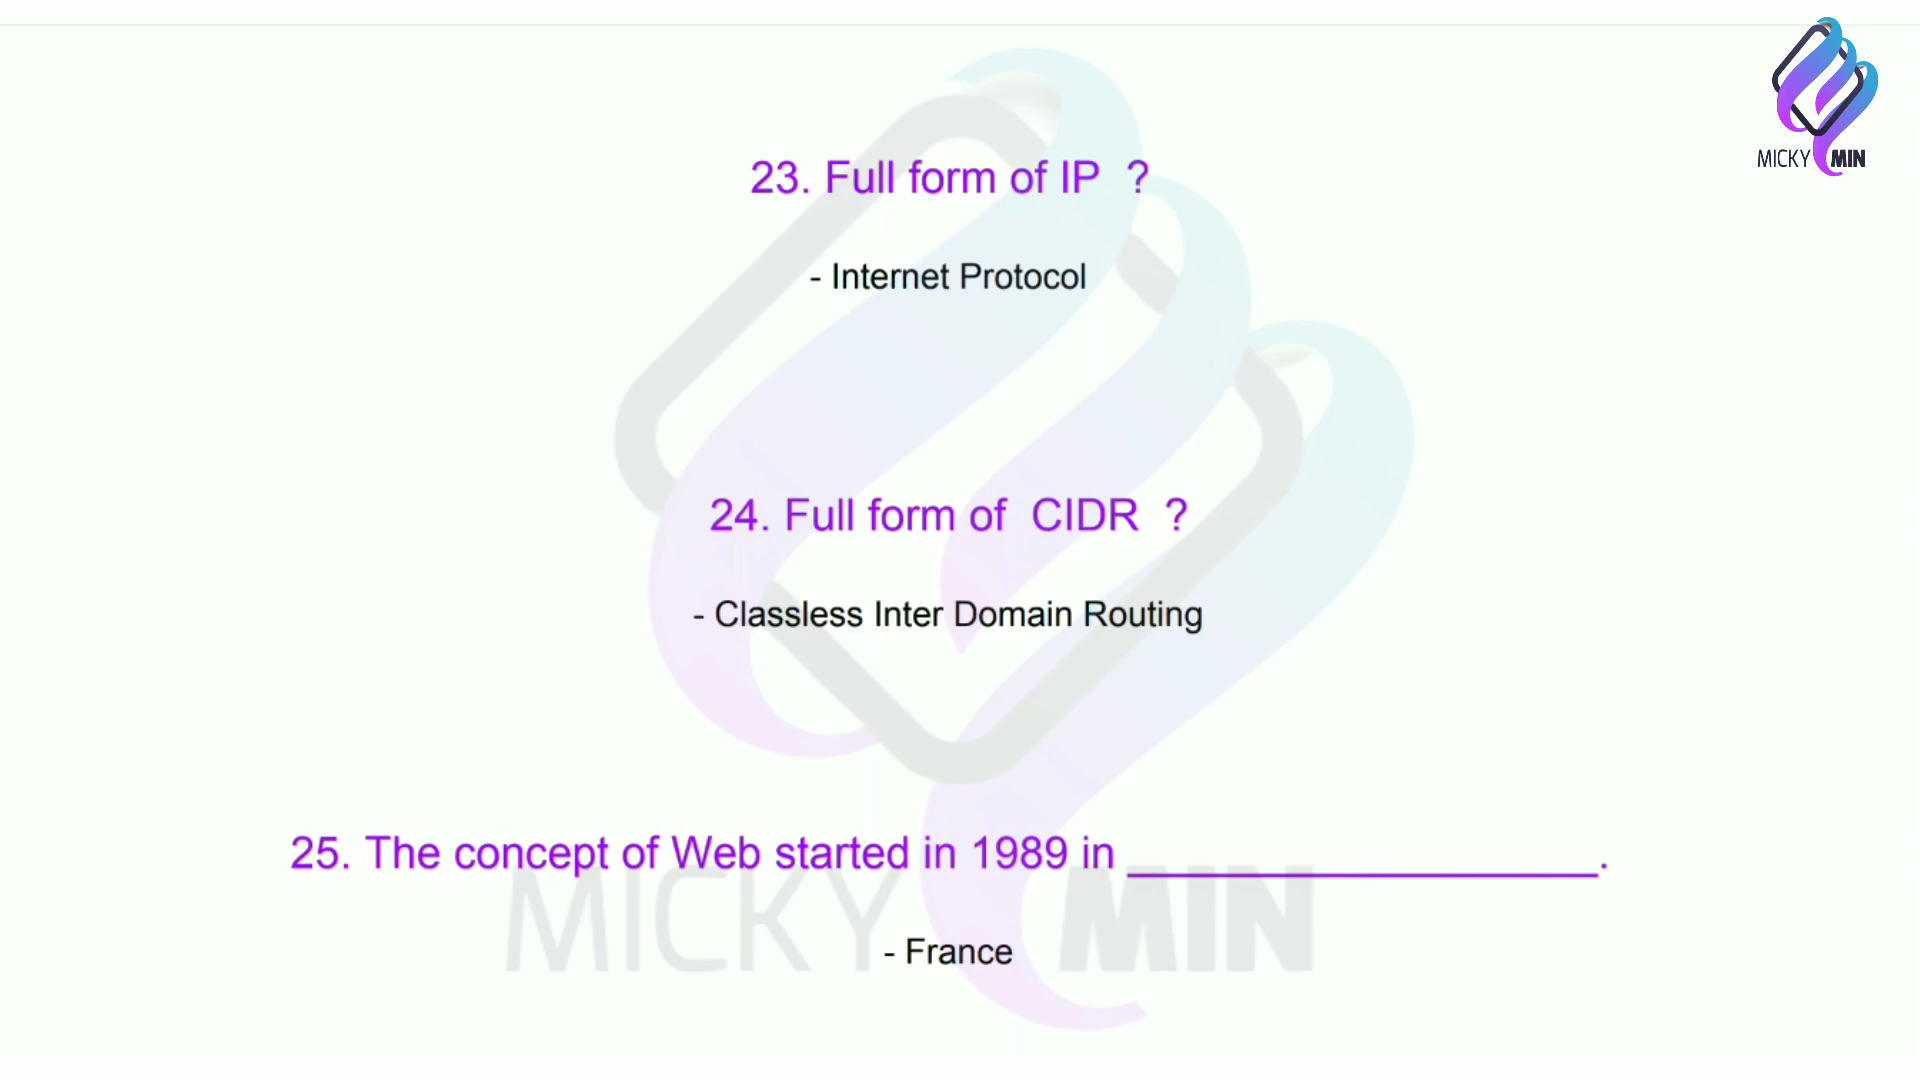 MICKY MIN
23. Full form of IP ?
- Internet Protocol
24. Full form of CIDR ?
- Classless Inter Domain Routing
25. The concept of Web started in 1989 in ____________________.
- France
MICKY MIN